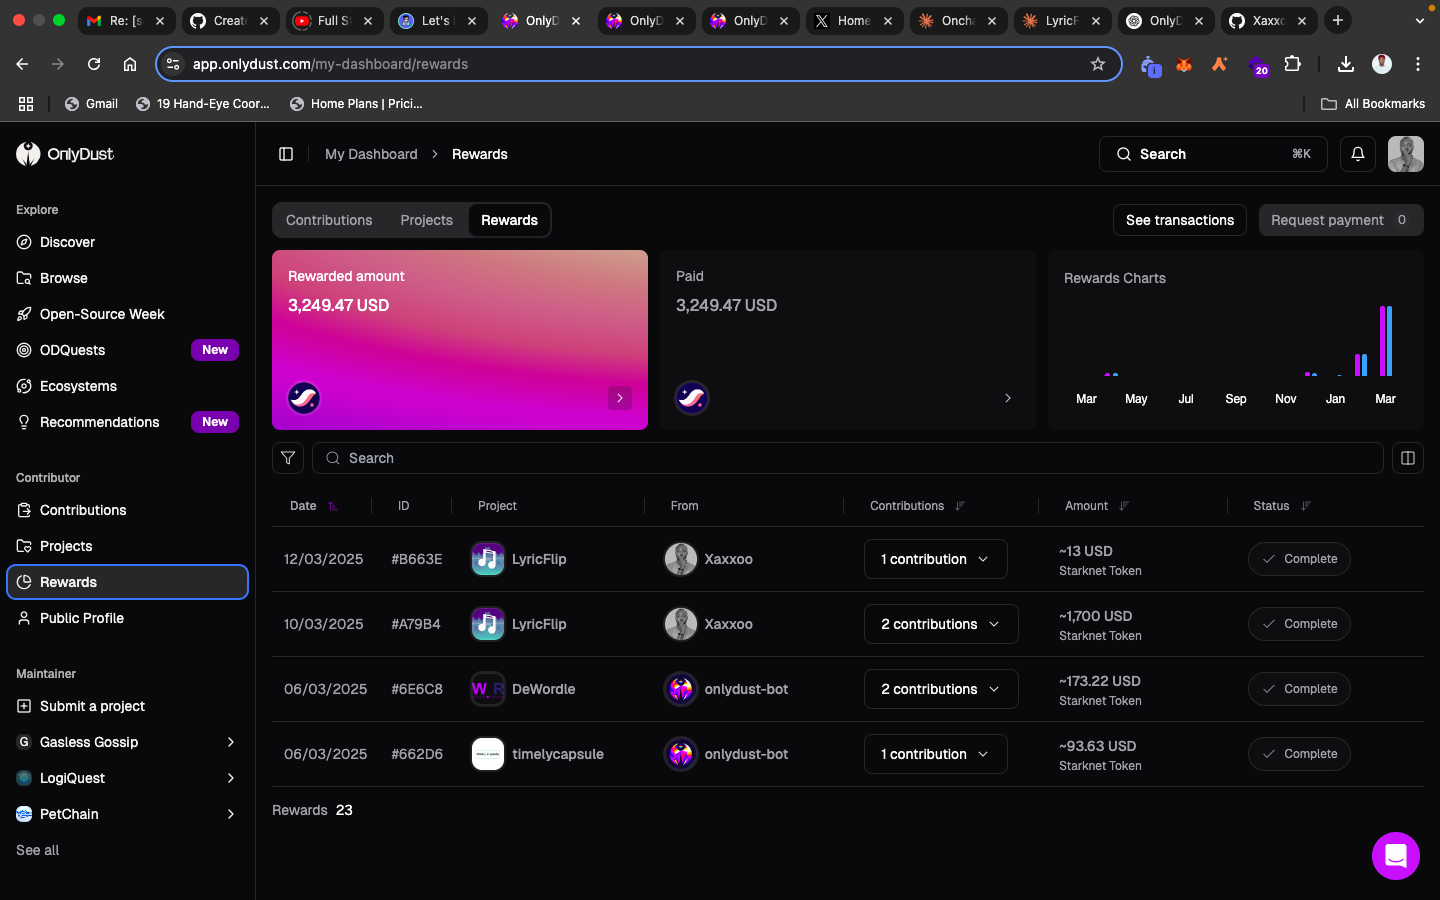 Re: [s
Create
Full St
Let's i
OnlyD
OnlyD
OnlyD
Home
Oncha
LyricF
OnlyD
Xaxxo
app.onlydust.com/my-dashboard/rewards
20
Gmail
19 Hand-Eye Coor...
Home Plans | Prici...
All Bookmarks
OnlyDust
My Dashboard > Rewards
Search ⌘K
Explore
Discover
Browse
Open-Source Week
ODQuests New
Ecosystems
Recommendations New
Contributor
Contributions
Projects
Rewards
Public Profile
Maintainer
Submit a project
G Gasless Gossip
LogiQuest
PetChain
See all
Contributions Projects Rewards
See transactions
Request payment 0
Rewarded amount
3,249.47 USD
Paid
3,249.47 USD
Rewards Charts
Mar May Jul Sep Nov Jan Mar
Search
Date ID Project From Contributions Amount Status
12/03/2025 #B663E LyricFlip Xaxxoo 1 contribution ~13 USD Complete
Starknet Token
10/03/2025 #A79B4 LyricFlip Xaxxoo 2 contributions ~1,700 USD Complete
Starknet Token
06/03/2025 #6E6C8 DeWordle onlydust-bot 2 contributions ~173.22 USD Complete
Starknet Token
06/03/2025 #662D6 timelycapsule onlydust-bot 1 contribution ~93.63 USD Complete
Starknet Token
Rewards 23